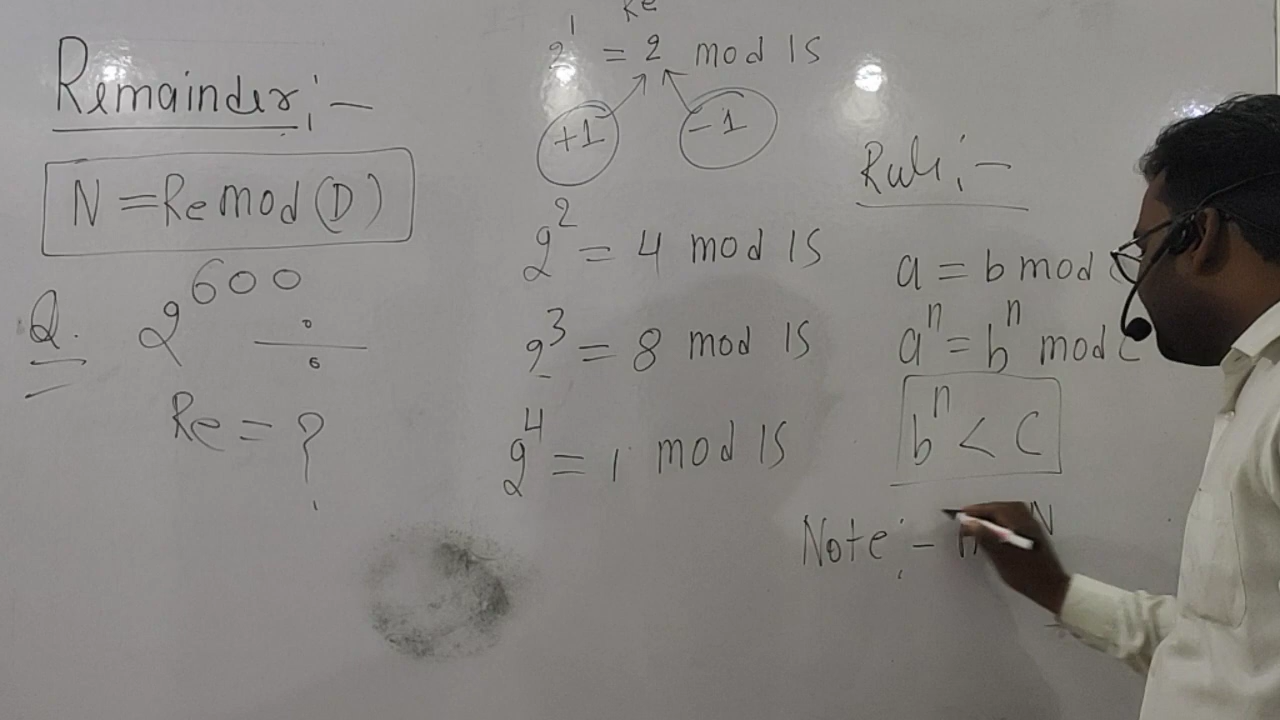 Remainder :-
N = Re mod (D)
Q. 2^600 ÷
Re = ?
Re
2^1 = 2 mod 15
+1 -1
2^2 = 4 mod 15
2^3 = 8 mod 15
2^4 = 1 mod 15
Rule :-
a = b mod
a^n = b^n mod C
b^n < C
Note :- N